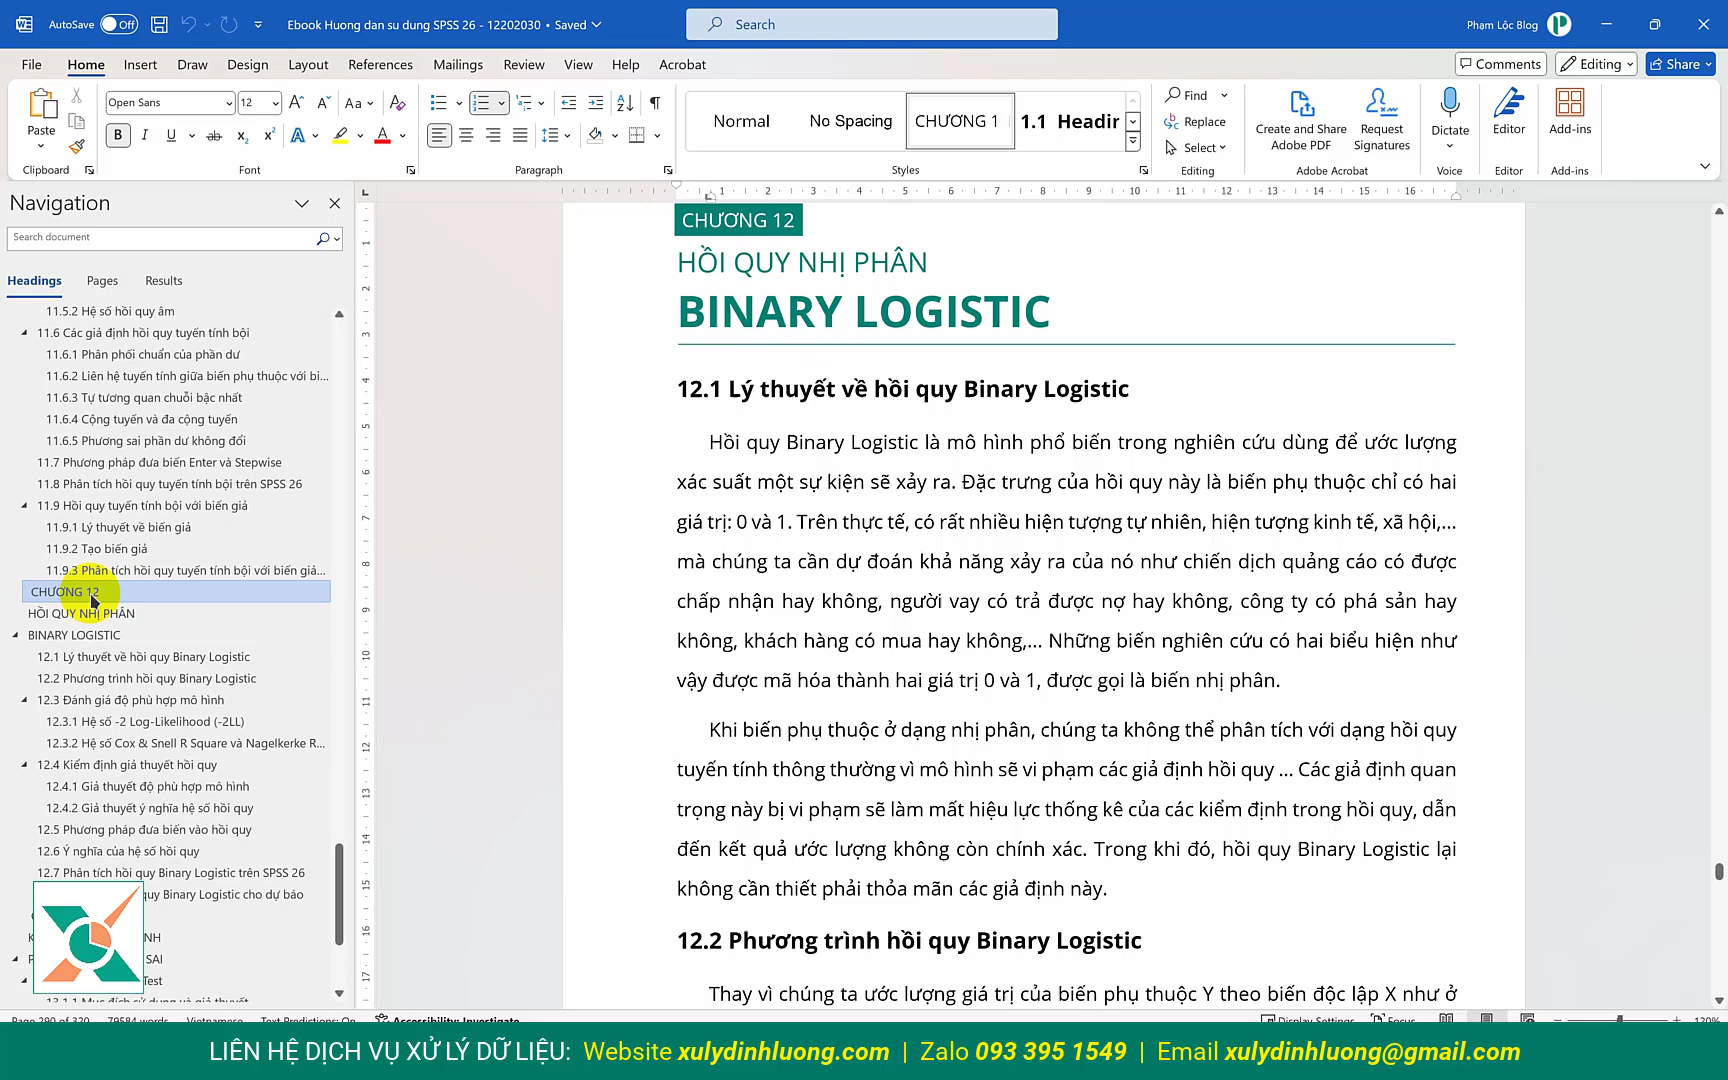 AutoSave Off
Ebook Huong dan su dung SPSS 26 - 12202030 • Saved
Search
Phạm Lộc Blog
File Home Insert Draw Design Layout References Mailings Review View Help Acrobat
Comments Editing Share
Paste
Clipboard
Open Sans 12
Font
Paragraph
Normal
No Spacing
CHƯƠNG 1
1.1 Headir
Styles
Find
Replace
Select
Editing
Create and Share Adobe PDF
Request Signatures
Adobe Acrobat
Dictate
Voice
Editor
Editor
Add-ins
Add-ins
Navigation
Search document
Headings Pages Results
11.5.2 Hệ số hồi quy âm
11.6 Các giả định hồi quy tuyến tính bội
11.6.1 Phân phối chuẩn của phần dư
11.6.2 Liên hệ tuyến tính giữa biến phụ thuộc với bi...
11.6.3 Tự tương quan chuỗi bậc nhất
11.6.4 Cộng tuyến và đa cộng tuyến
11.6.5 Phương sai phần dư không đổi
11.7 Phương pháp đưa biến Enter và Stepwise
11.8 Phân tích hồi quy tuyến tính bội trên SPSS 26
11.9 Hồi quy tuyến tính bội với biến giả
11.9.1 Lý thuyết về biến giả
11.9.2 Tạo biến giả
11.9.3 Phân tích hồi quy tuyến tính bội với biến giả...
CHƯƠNG 12
HỒI QUY NHỊ PHÂN
BINARY LOGISTIC
12.1 Lý thuyết về hồi quy Binary Logistic
12.2 Phương trình hồi quy Binary Logistic
12.3 Đánh giá độ phù hợp mô hình
12.3.1 Hệ số -2 Log-Likelihood (-2LL)
12.3.2 Hệ số Cox & Snell R Square và Nagelkerke R...
12.4 Kiểm định giả thuyết hồi quy
12.4.1 Giả thuyết độ phù hợp mô hình
12.4.2 Giả thuyết ý nghĩa hệ số hồi quy
12.5 Phương pháp đưa biến vào hồi quy
12.6 Ý nghĩa của hệ số hồi quy
12.7 Phân tích hồi quy Binary Logistic trên SPSS 26
quy Binary Logistic cho dự báo
NH
SAI
Test
13.1.1 Mục đích sử dụng và giả thuyết
CHƯƠNG 12
HỒI QUY NHỊ PHÂN
BINARY LOGISTIC
12.1 Lý thuyết về hồi quy Binary Logistic
Hồi quy Binary Logistic là mô hình phổ biến trong nghiên cứu dùng để ước lượng
xác suất một sự kiện sẽ xảy ra. Đặc trưng của hồi quy này là biến phụ thuộc chỉ có hai
giá trị: 0 và 1. Trên thực tế, có rất nhiều hiện tượng tự nhiên, hiện tượng kinh tế, xã hội,...
mà chúng ta cần dự đoán khả năng xảy ra của nó như chiến dịch quảng cáo có được
chấp nhận hay không, người vay có trả được nợ hay không, công ty có phá sản hay
không, khách hàng có mua hay không,... Những biến nghiên cứu có hai biểu hiện như
vậy được mã hóa thành hai giá trị 0 và 1, được gọi là biến nhị phân.
Khi biến phụ thuộc ở dạng nhị phân, chúng ta không thể phân tích với dạng hồi quy
tuyến tính thông thường vì mô hình sẽ vi phạm các giả định hồi quy ... Các giả định quan
trọng này bị vi phạm sẽ làm mất hiệu lực thống kê của các kiểm định trong hồi quy, dẫn
đến kết quả ước lượng không còn chính xác. Trong khi đó, hồi quy Binary Logistic lại
không cần thiết phải thỏa mãn các giả định này.
12.2 Phương trình hồi quy Binary Logistic
Thay vì chúng ta ước lượng giá trị của biến phụ thuộc Y theo biến độc lập X như ở
Page 290 of 320 79584 words Vietnamese Text Predictions: On Accessibility: Investigate
Display Settings Focus 120%
LIÊN HỆ DỊCH VỤ XỬ LÝ DỮ LIỆU: Website xulydinhluong.com | Zalo 093 395 1549 | Email xulydinhluong@gmail.com